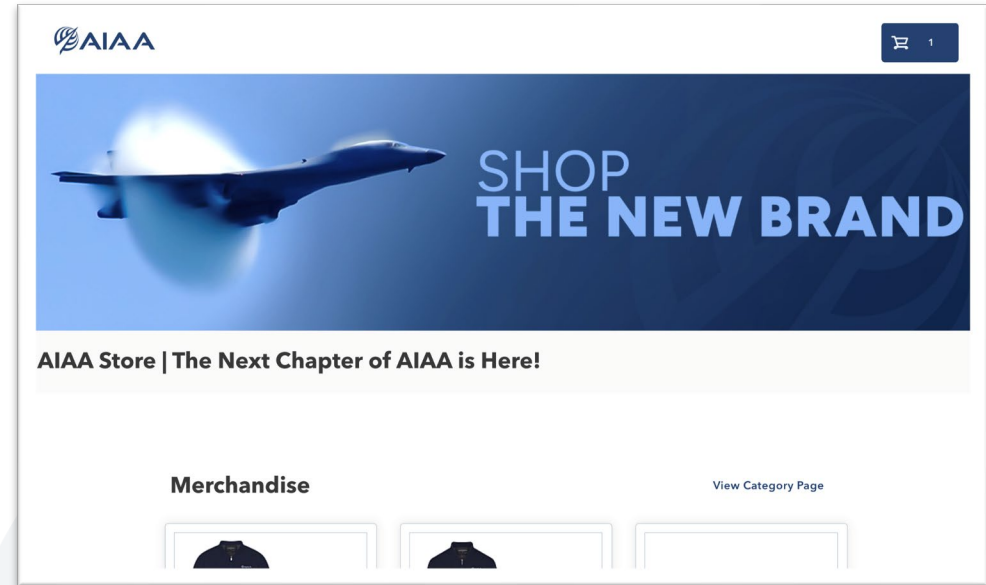 AIAA
1
SHOP
THE NEW BRAND
AIAA Store | The Next Chapter of AIAA is Here!
Merchandise
View Category Page